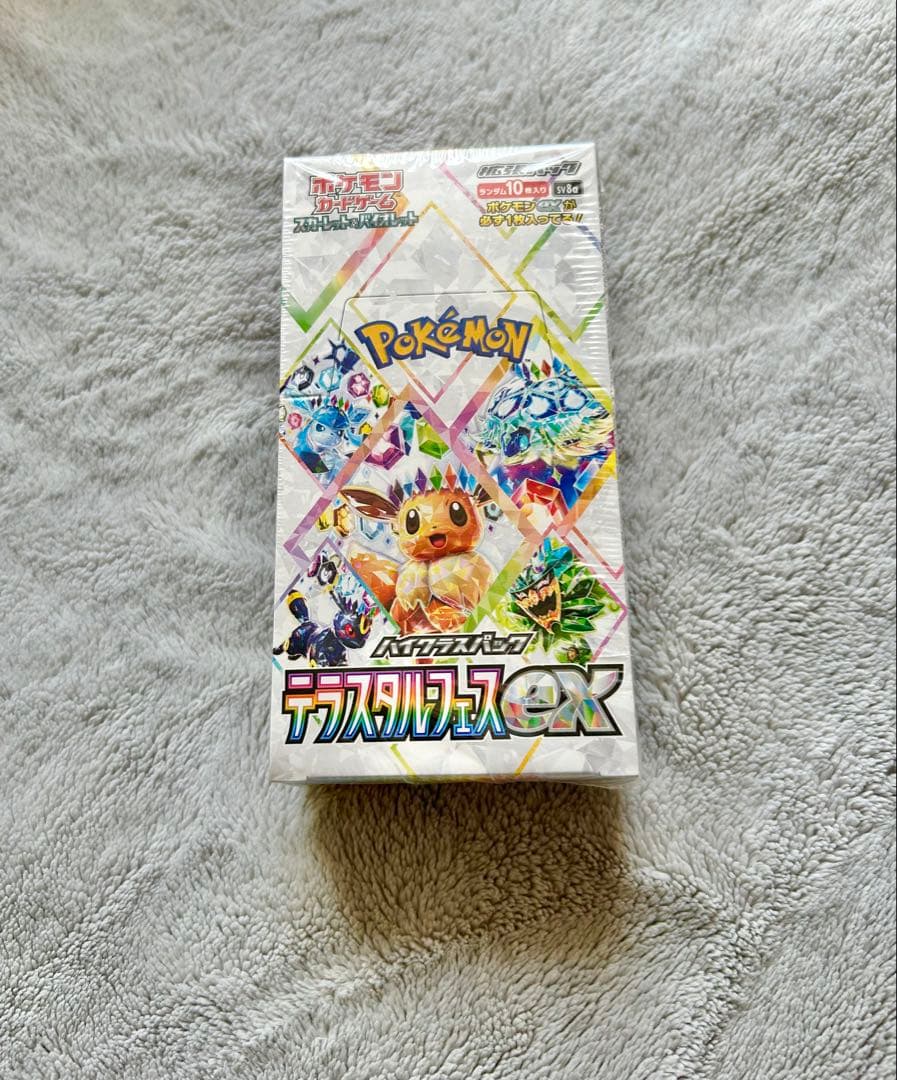 ポケモン
カードゲーム
スカーレット&バイオレット
ランダム10枚入り SV8a
ポケモンexが
必ず1枚入ってる!!
POKéMON
ハイクラスパック
テラスタルフェスex